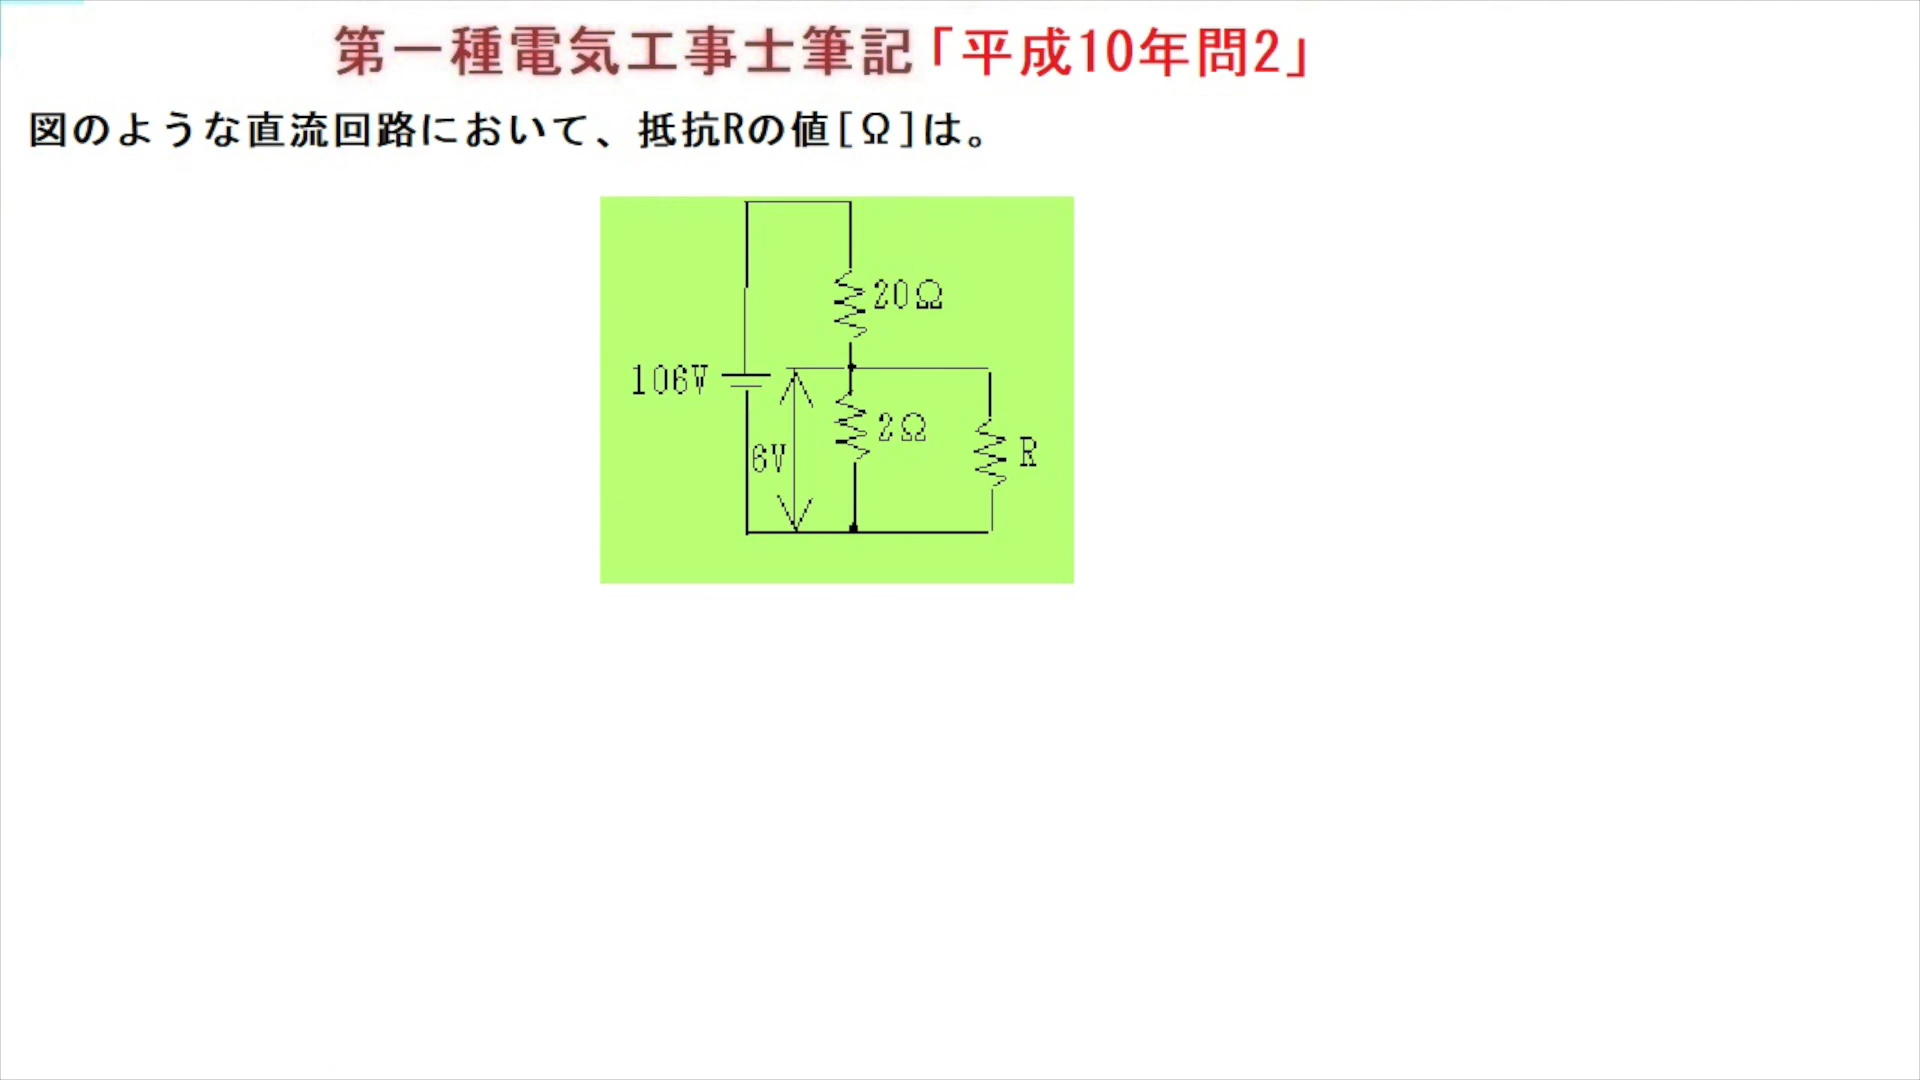 第一種電気工事士筆記「平成10年問2」
図のような直流回路において、抵抗Rの値[Ω]は。
20Ω
106V
2Ω
6V
R